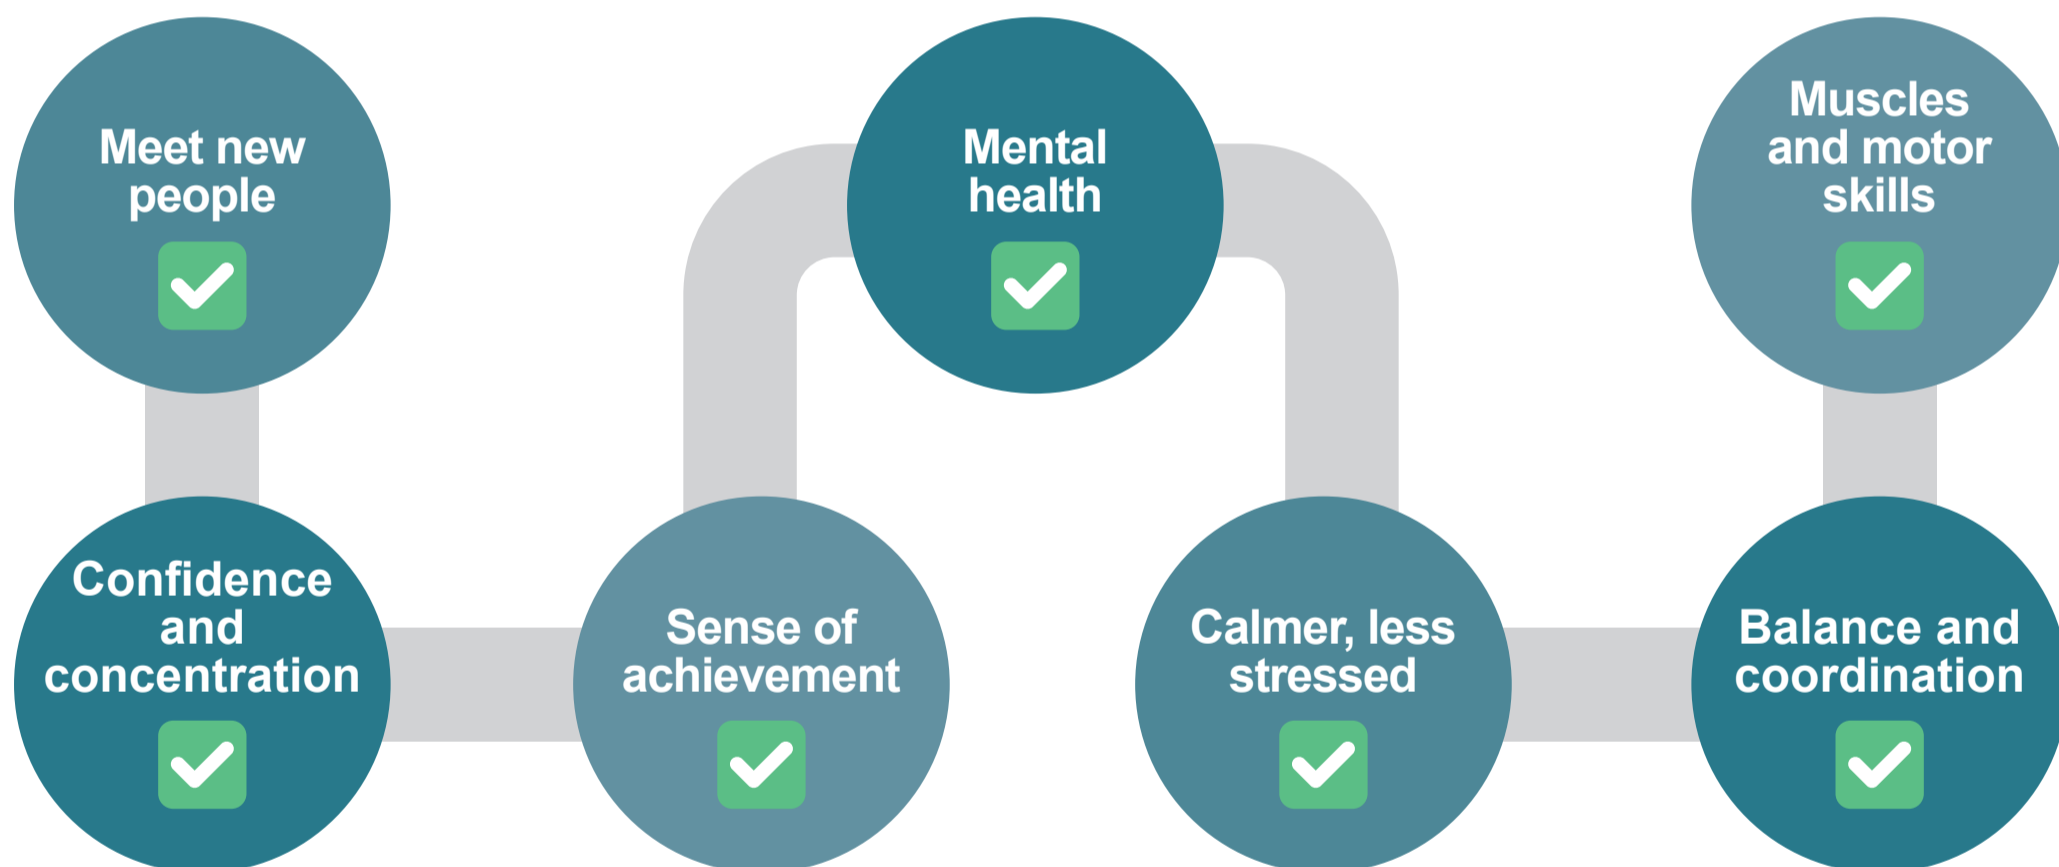 Meet new
people
Mental
health
Muscles
and motor
skills
Confidence
and
concentration
Sense of
achievement
Calmer, less
stressed
Balance and
coordination